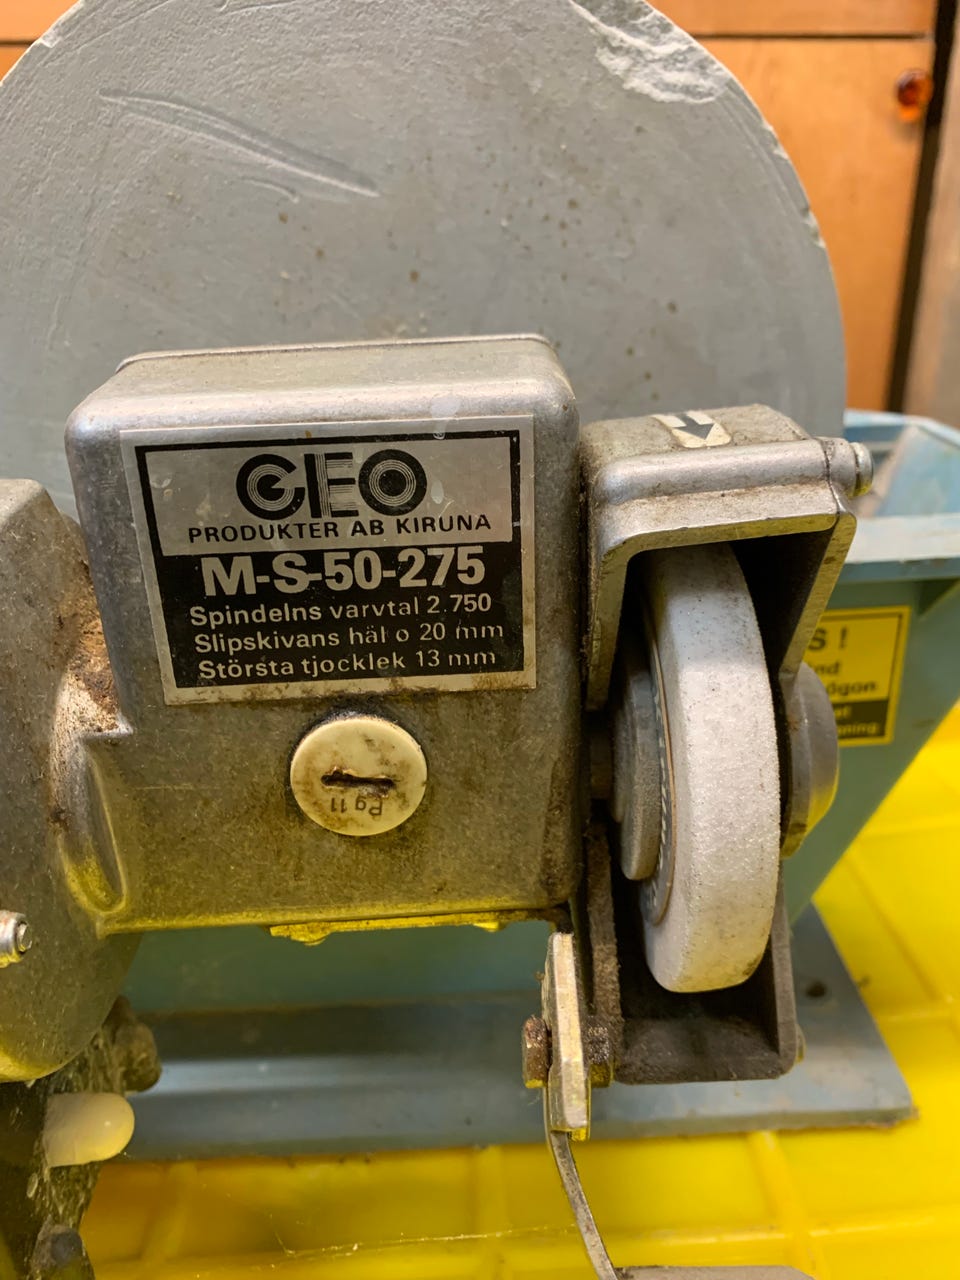 GEO
PRODUKTER AB KIRUNA
M-S-50-275
Spindelns varvtal 2.750
Slipskivans hål ø 20 mm
Största tjocklek 13 mm
Pg 11
S !
ögon